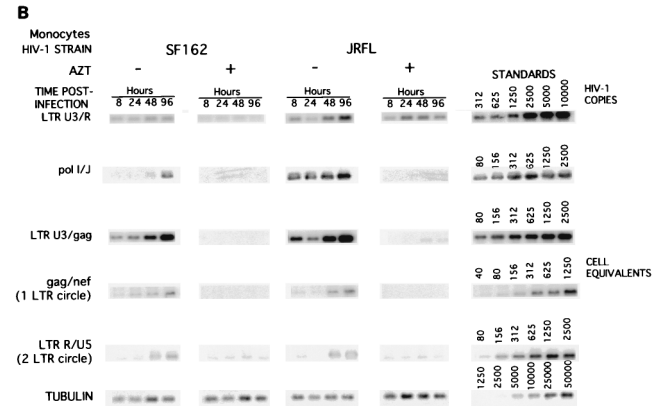 B
Monocytes
HIV-1 STRAIN SF162 JRFL
AZT - + - +
STANDARDS
TIME POST-INFECTION
Hours Hours Hours Hours
8 24 48 96 8 24 48 96 8 24 48 96 8 24 48 96
312 625 1250 2500 5000 10000
HIV-1 COPIES
LTR U3/R
80 156 312 625 1250 2500
pol I/J
80 156 312 625 1250 2500
LTR U3/gag
40 80 156 312 625 1250
CELL EQUIVALENTS
gag/nef
(1 LTR circle)
80 156 312 625 1250 2500
LTR R/U5
(2 LTR circle)
1250 2500 5000 10000 25000 50000
TUBULIN